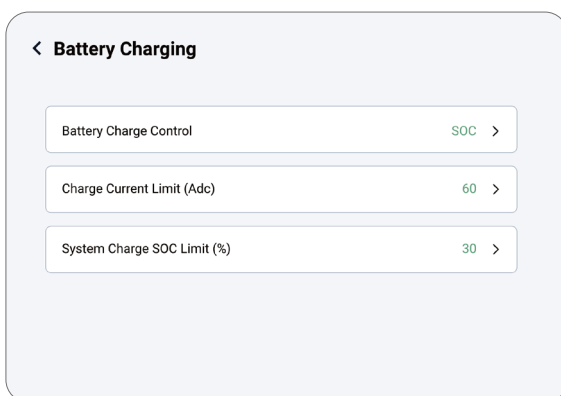 Battery Charging
Battery Charge Control SOC
Charge Current Limit (Adc) 60
System Charge SOC Limit (%) 30